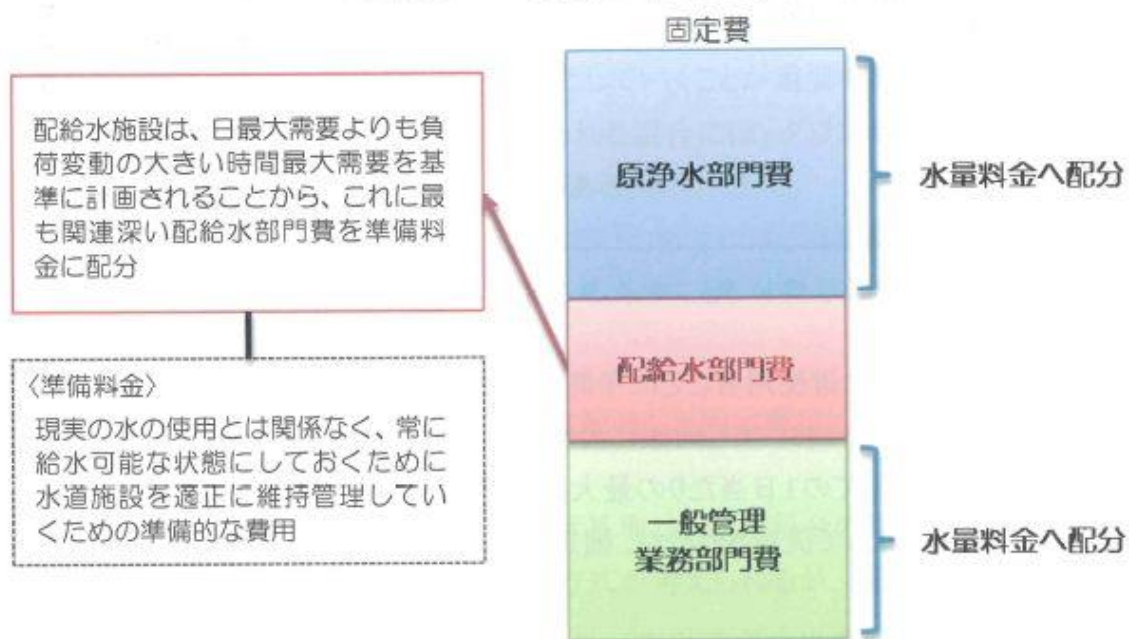 固定費
配給水施設は、日最大需要よりも負
荷変動の大きい時間最大需要を基
準に計画されることから、これに最
も関連深い配給水部門費を準備料
金に配分
原浄水部門費
水量料金へ配分
配給水部門費
〈準備料金〉
現実の水の使用とは関係なく、常に
給水可能な状態にしておくために
水道施設を適正に維持管理してい
くための準備的な費用
一般管理
業務部門費
水量料金へ配分